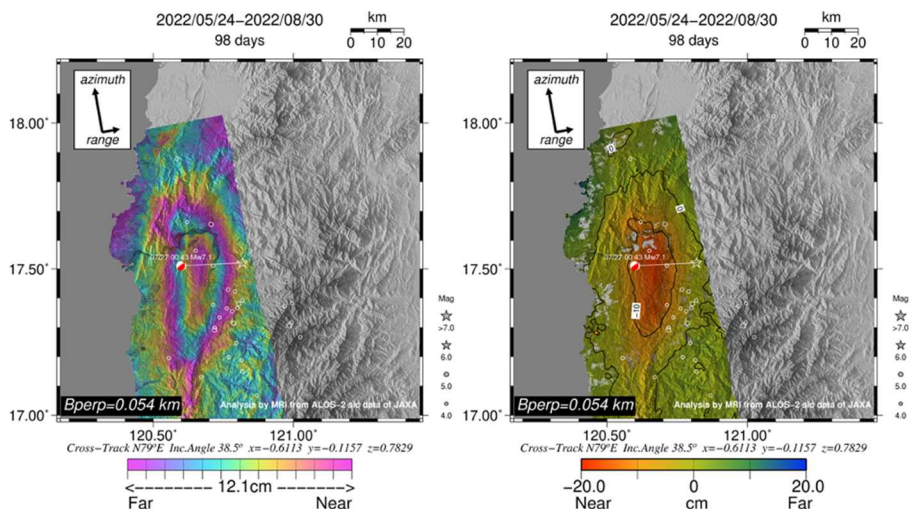 2022/05/24−2022/08/30
98 days
km
0 10 20
azimuth
range
18.00˚
17.50˚
17.00˚
07/27 00:43 Mw7.1
Bperp=0.054 km
Analysis by MRI from ALOS-2 slc data of JAXA
120.50˚
121.00˚
Mag
>7.0
6.0
5.0
4.0
Cross-Track N79°E Inc.Angle 38.5° x=−0.6113 y=−0.1157 z=0.7829
<----------- 12.1cm ----------->
Far
Near
2022/05/24−2022/08/30
98 days
km
0 10 20
azimuth
range
18.00˚
17.50˚
17.00˚
0
0
−10
07/27 00:43 Mw7.1
Bperp=0.054 km
Analysis by MRI from ALOS-2 slc data of JAXA
120.50˚
121.00˚
Mag
>7.0
6.0
5.0
4.0
Cross-Track N79°E Inc.Angle 38.5° x=−0.6113 y=−0.1157 z=0.7829
−20.0
0
20.0
Near
cm
Far